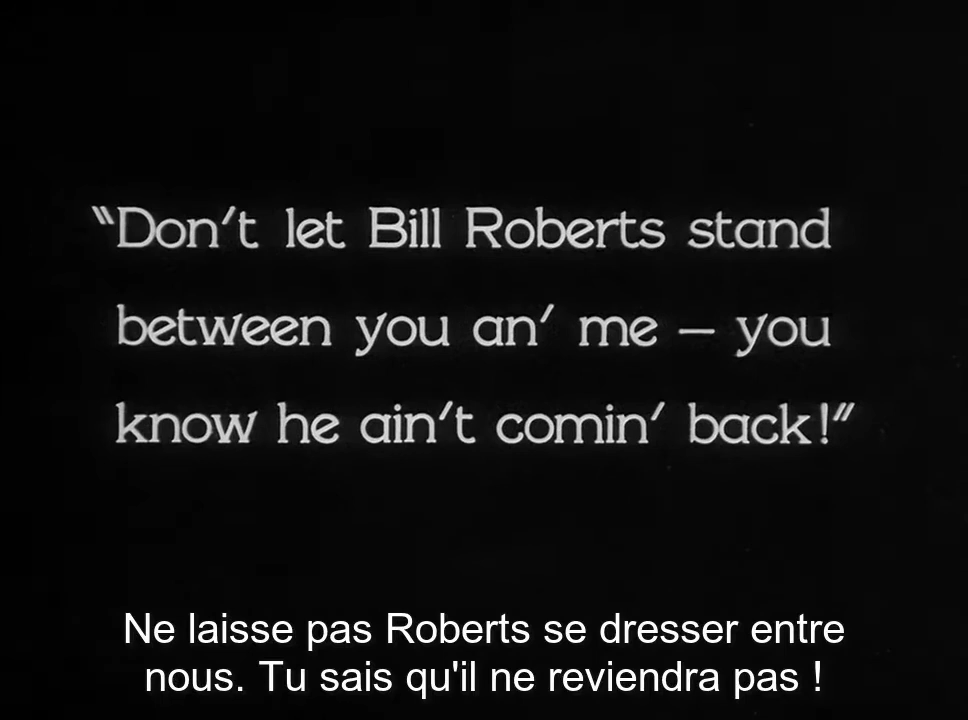 "Don't let Bill Roberts stand
between you an' me — you
know he ain't comin' back!"
Ne laisse pas Roberts se dresser entre
nous. Tu sais qu'il ne reviendra pas !